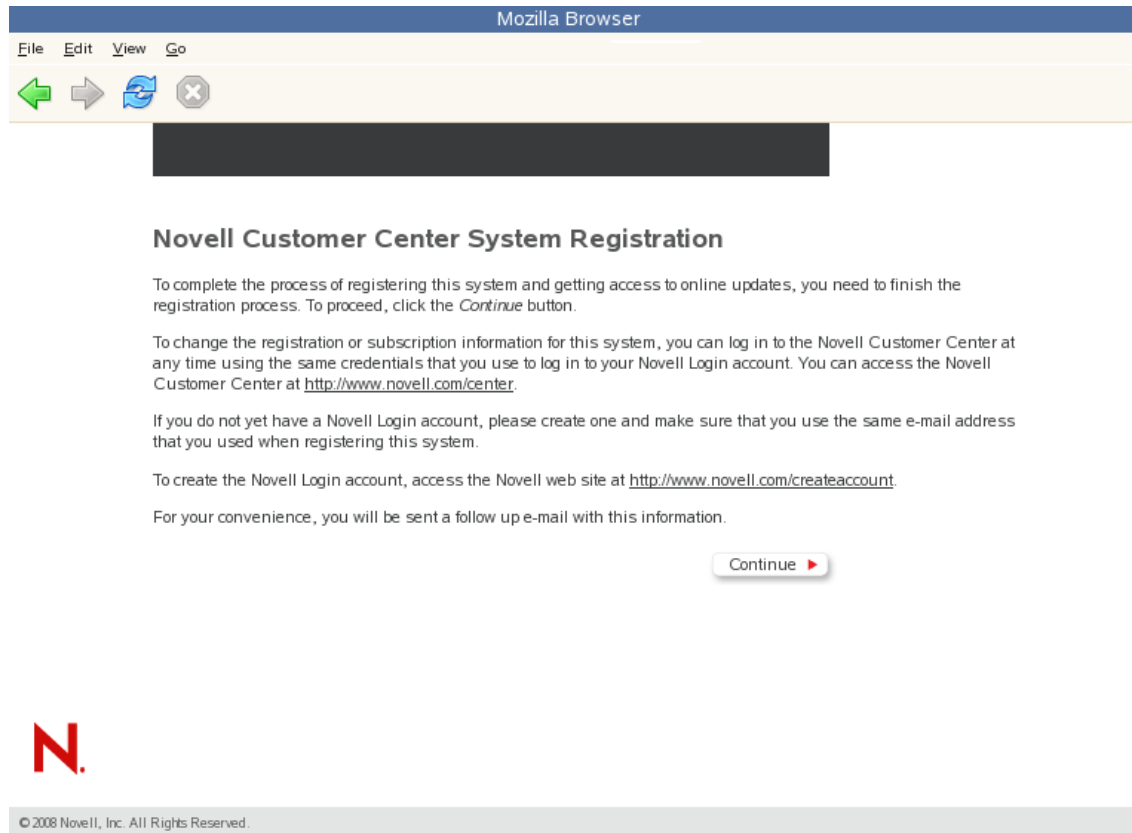 Mozilla Browser
File Edit View Go
Novell Customer Center System Registration
To complete the process of registering this system and getting access to online updates, you need to finish the
registration process. To proceed, click the Continue button.
To change the registration or subscription information for this system, you can log in to the Novell Customer Center at
any time using the same credentials that you use to log in to your Novell Login account. You can access the Novell
Customer Center at http://www.novell.com/center.
If you do not yet have a Novell Login account, please create one and make sure that you use the same e-mail address
that you used when registering this system.
To create the Novell Login account, access the Novell web site at http://www.novell.com/createaccount.
For your convenience, you will be sent a follow up e-mail with this information.
Continue
N.
© 2008 Novell, Inc. All Rights Reserved.